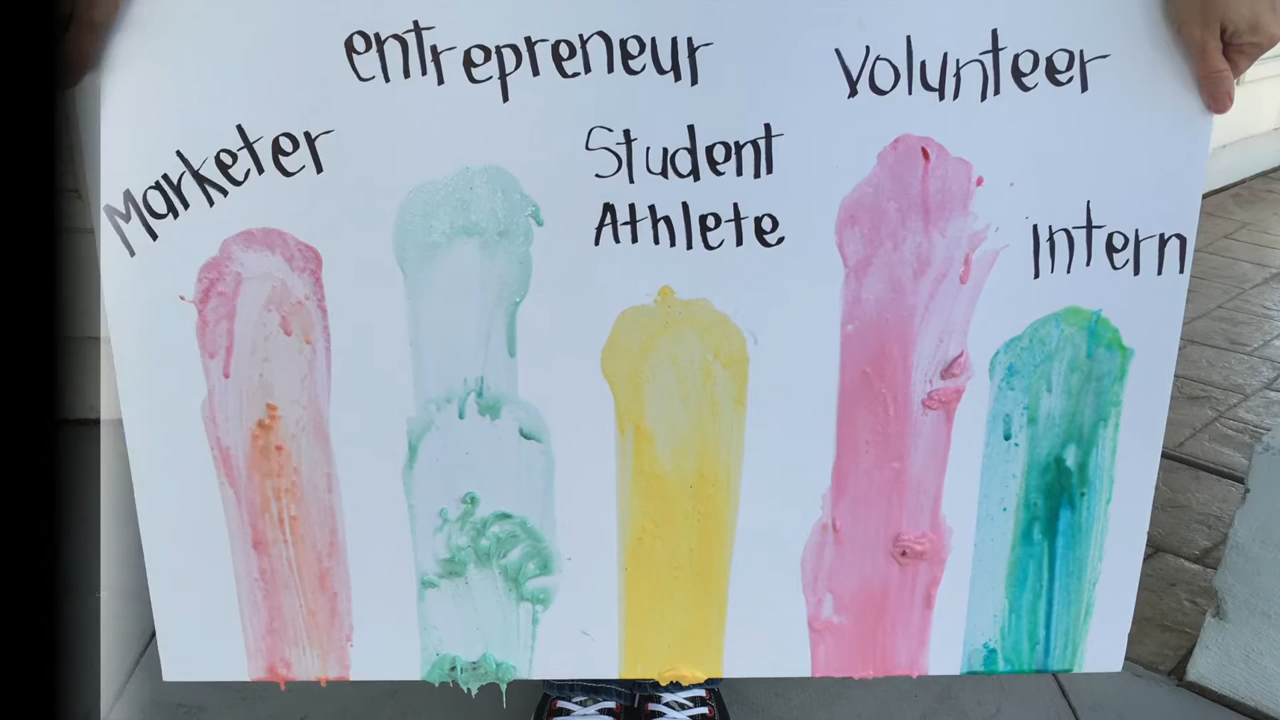 entrepreneur
Volunteer
Marketer
Student
Athlete
intern